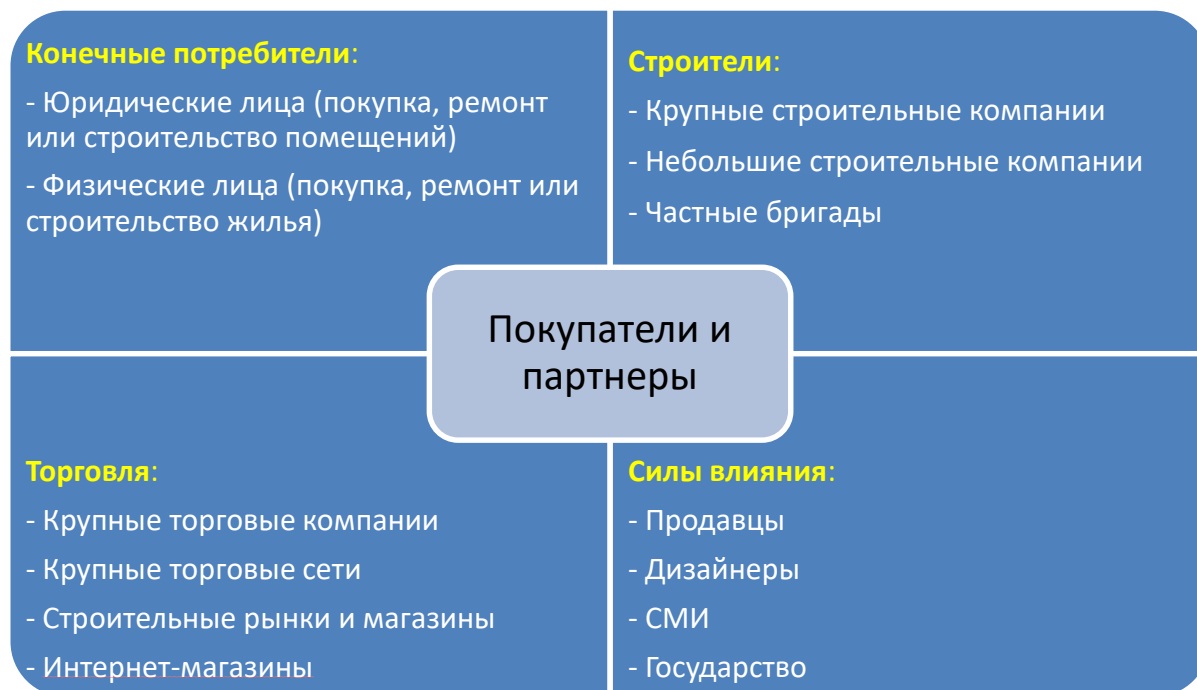 Конечные потребители:
- Юридические лица (покупка, ремонт
или строительство помещений)
- Физические лица (покупка, ремонт или
строительство жилья)
Строители:
- Крупные строительные компании
- Небольшие строительные компании
- Частные бригады
Покупатели и
партнеры
Торговля:
- Крупные торговые компании
- Крупные торговые сети
- Строительные рынки и магазины
- Интернет-магазины
Силы влияния:
- Продавцы
- Дизайнеры
- СМИ
- Государство